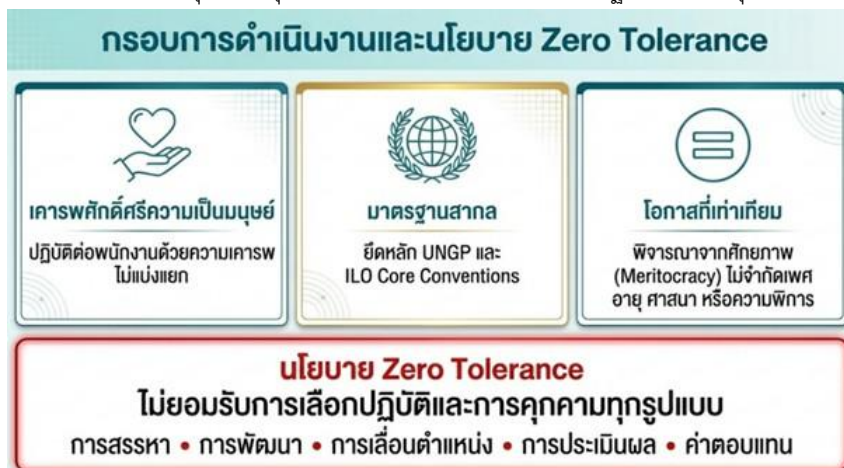 กรอบการดำเนินงานและนโยบาย Zero Tolerance
เคารพศักดิ์ศรีความเป็นมนุษย์
ปฏิบัติต่อพนักงานด้วยความเคารพ
ไม่แบ่งแยก
มาตรฐานสากล
ยึดหลัก UNGP และ
ILO Core Conventions
โอกาสที่เท่าเทียม
พิจารณาจากศักยภาพ
(Meritocracy) ไม่จำกัดเพศ
อายุ ศาสนา หรือความพิการ
นโยบาย Zero Tolerance
ไม่ยอมรับการเลือกปฏิบัติและการคุกคามทุกรูปแบบ
การสรรหา • การพัฒนา • การเลื่อนตำแหน่ง • การประเมินผล • ค่าตอบแทน